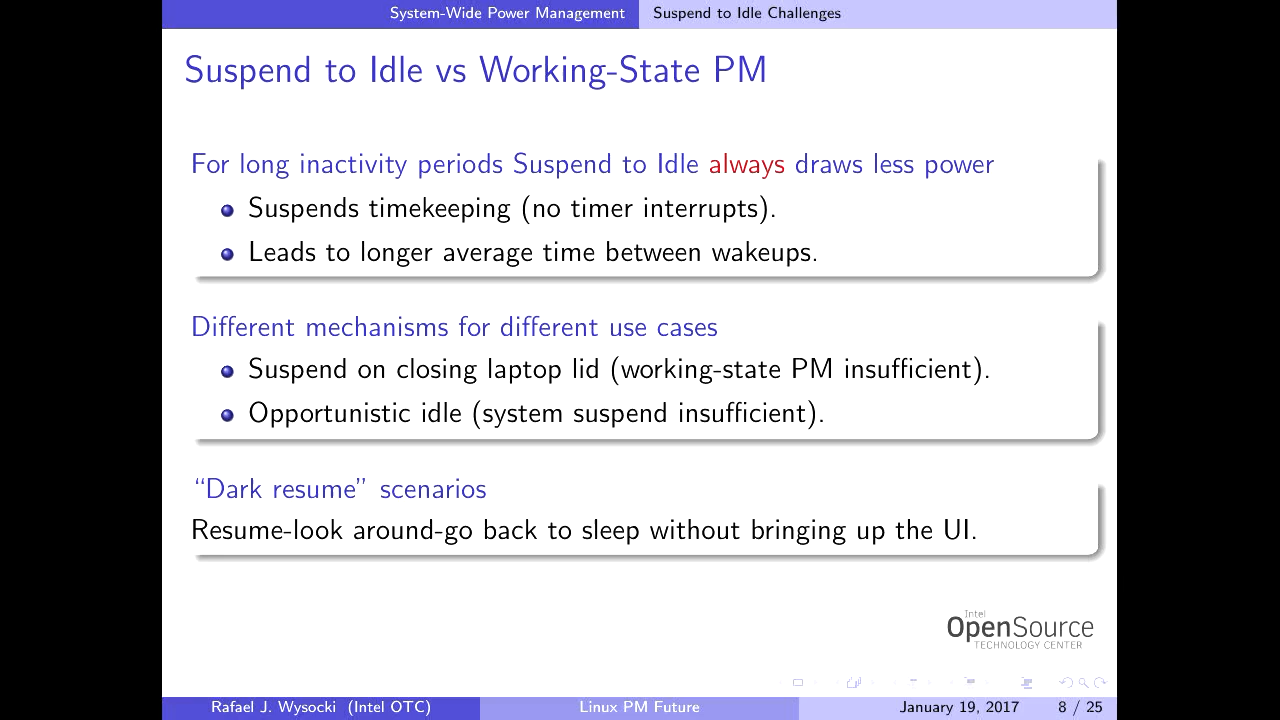 System-Wide Power Management Suspend to Idle Challenges
Suspend to Idle vs Working-State PM
For long inactivity periods Suspend to Idle always draws less power
Suspends timekeeping (no timer interrupts).
Leads to longer average time between wakeups.
Different mechanisms for different use cases
Suspend on closing laptop lid (working-state PM insufficient).
Opportunistic idle (system suspend insufficient).
“Dark resume” scenarios
Resume-look around-go back to sleep without bringing up the UI.
Intel
OpenSource
TECHNOLOGY CENTER
Rafael J. Wysocki (Intel OTC) Linux PM Future January 19, 2017 8 / 25